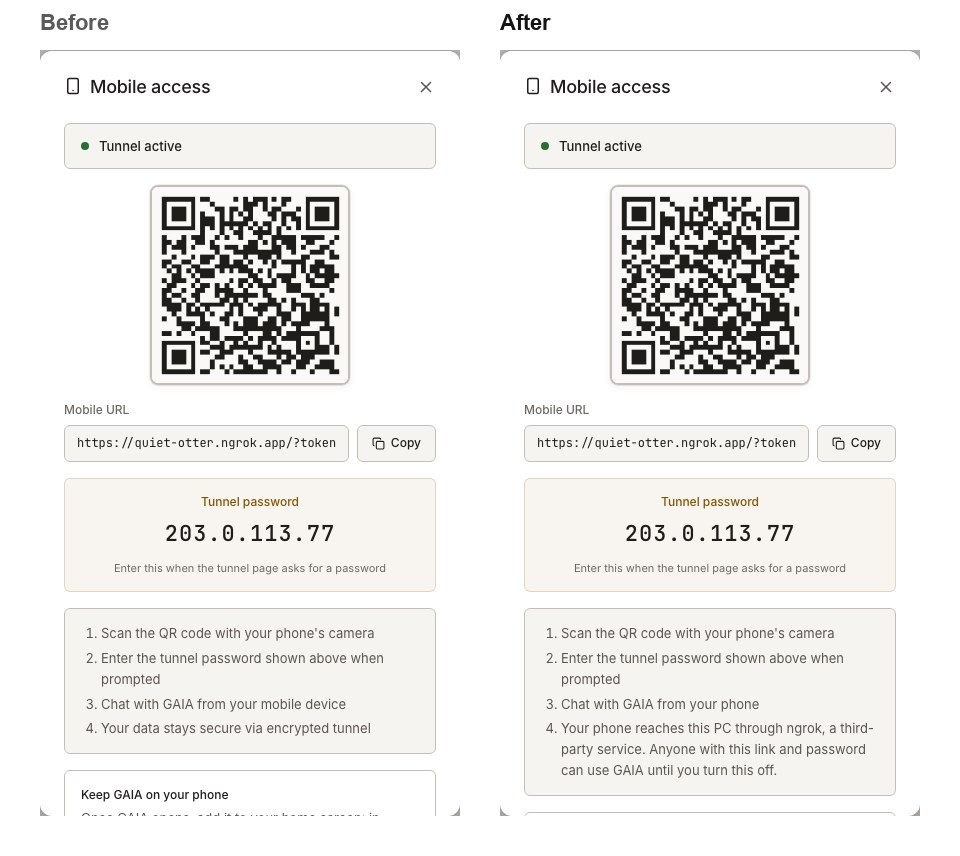 Before
Mobile access
Tunnel active
Mobile URL
https://quiet-otter.ngrok.app/?token
Copy
Tunnel password
203.0.113.77
Enter this when the tunnel page asks for a password
1. Scan the QR code with your phone's camera
2. Enter the tunnel password shown above when
prompted
3. Chat with GAIA from your mobile device
4. Your data stays secure via encrypted tunnel
Keep GAIA on your phone
After
Mobile access
Tunnel active
Mobile URL
https://quiet-otter.ngrok.app/?token
Copy
Tunnel password
203.0.113.77
Enter this when the tunnel page asks for a password
1. Scan the QR code with your phone's camera
2. Enter the tunnel password shown above when
prompted
3. Chat with GAIA from your phone
4. Your phone reaches this PC through ngrok, a third-
party service. Anyone with this link and password
can use GAIA until you turn this off.